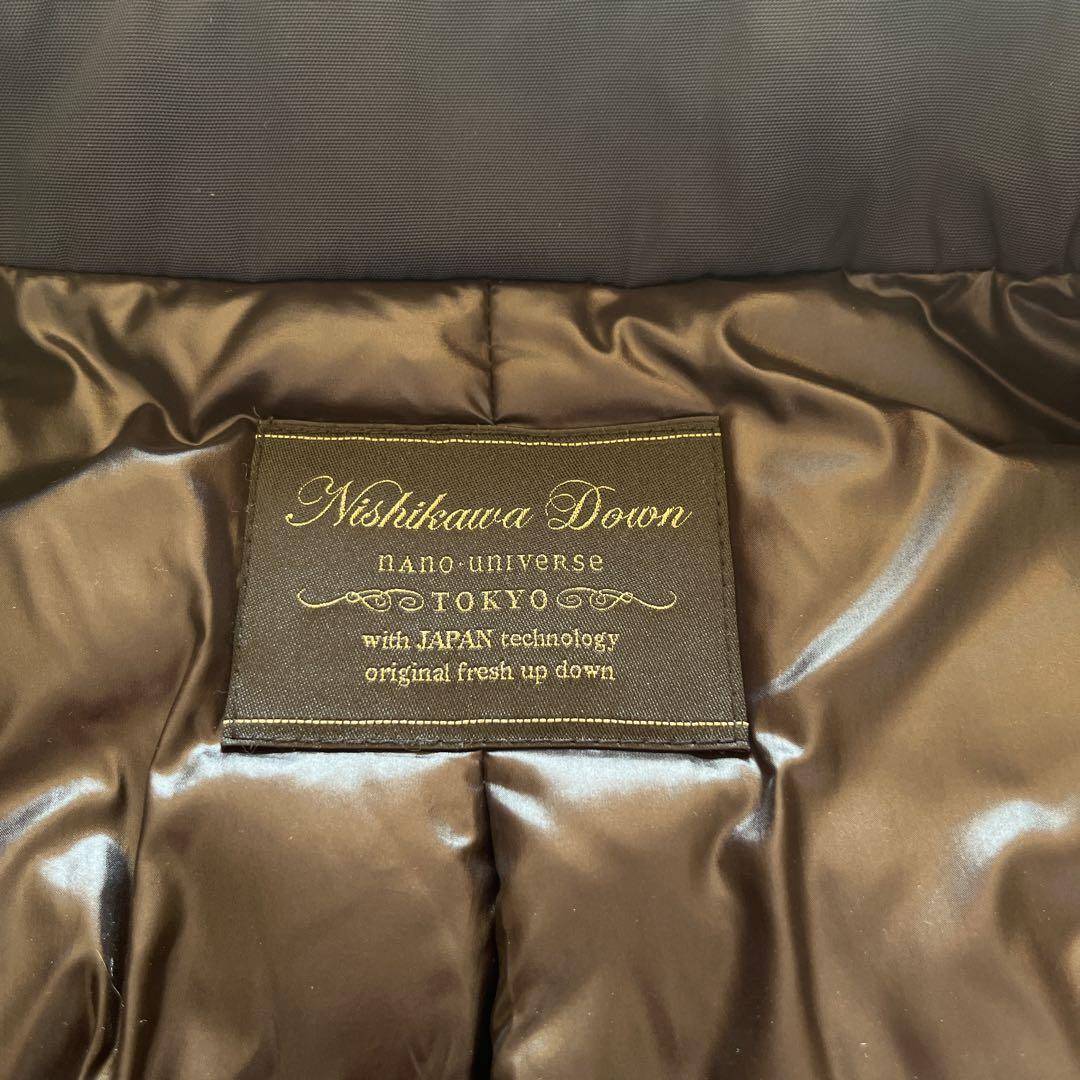 Nishikawa Down
nano·universe
TOKYO
with JAPAN technology
original fresh up down